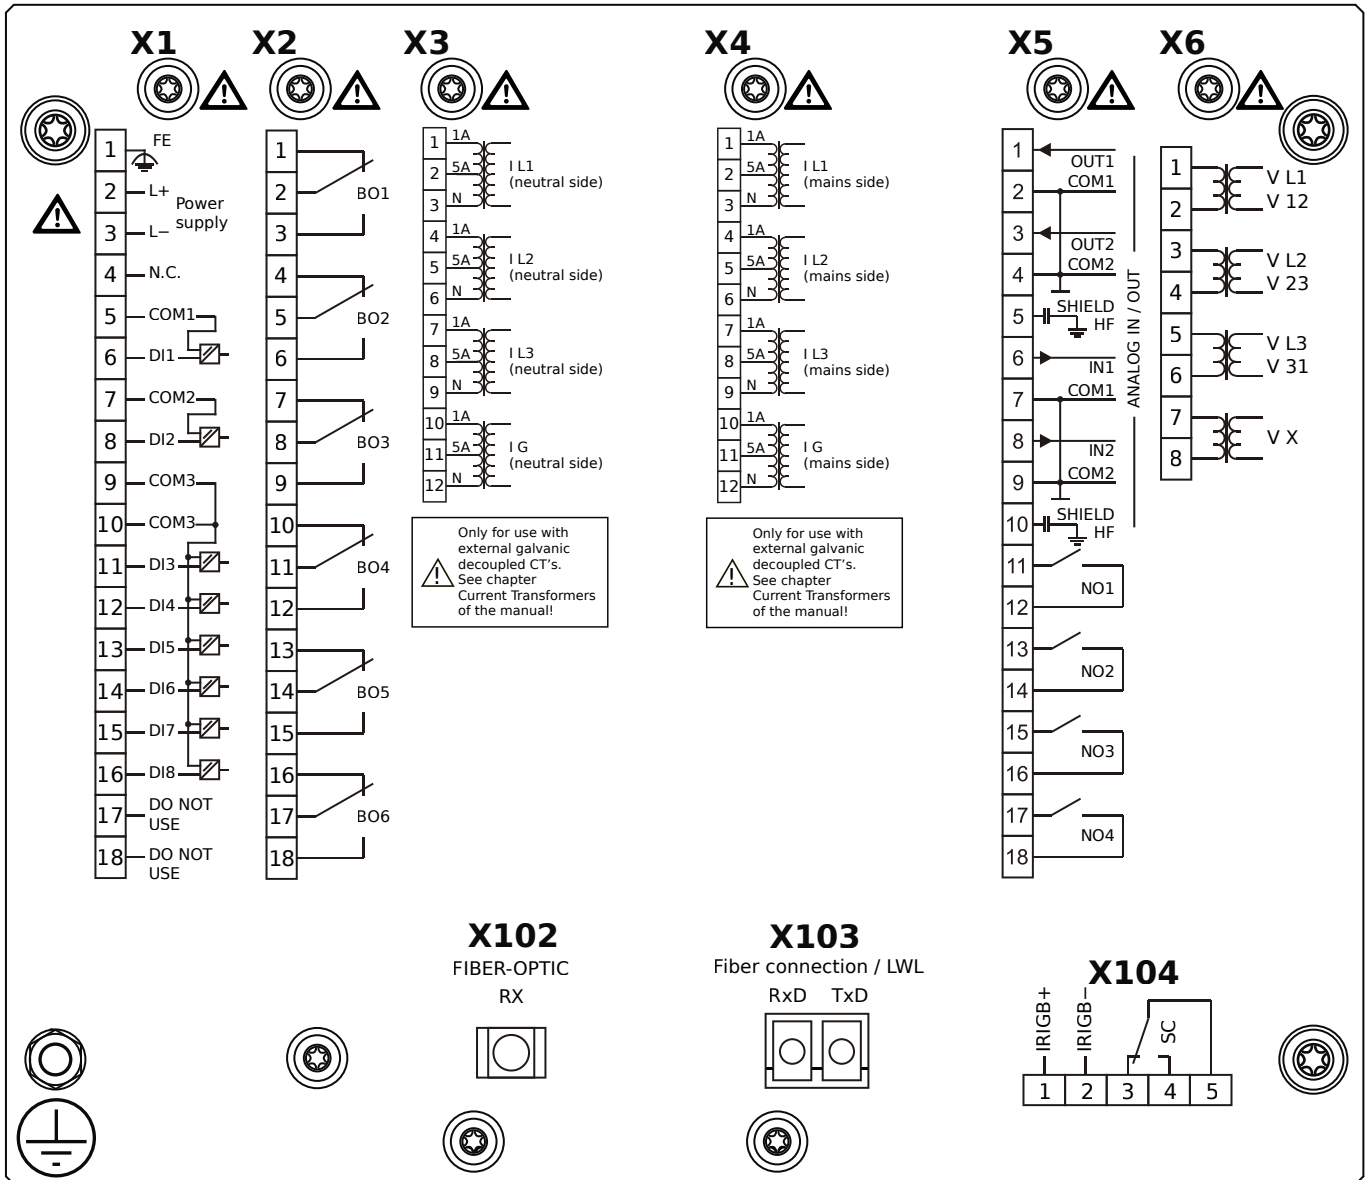 X1
X2
X3
X4
X5
X6
1 FE
2 L+
Power
supply
3 L−
4 N.C.
5 COM1
6 DI1
7 COM2
8 DI2
9 COM3
10 COM3
11 DI3
12 DI4
13 DI5
14 DI6
15 DI7
16 DI8
17 DO NOT
USE
18 DO NOT
USE
1
2 BO1
3
4
5 BO2
6
7
8 BO3
9
10
11 BO4
12
13
14 BO5
15
16
17 BO6
18
1 1A
2 5A I L1
(neutral side)
3 N
4 1A
5 5A I L2
(neutral side)
6 N
7 1A
8 5A I L3
(neutral side)
9 N
10 1A
11 5A I G
(neutral side)
12 N
Only for use with
external galvanic
decoupled CT's.
See chapter
Current Transformers
of the manual!
1 1A
2 5A I L1
(mains side)
3 N
4 1A
5 5A I L2
(mains side)
6 N
7 1A
8 5A I L3
(mains side)
9 N
10 1A
11 5A I G
(mains side)
12 N
Only for use with
external galvanic
decoupled CT's.
See chapter
Current Transformers
of the manual!
1 OUT1
2 COM1
3 OUT2
4 COM2
5 SHIELD
HF
6 IN1
7 COM1
8 IN2
9 COM2
10 SHIELD
HF
ANALOG IN / OUT
11
NO1
12
13
NO2
14
15
NO3
16
17
NO4
18
1 V L1
2 V 12
3 V L2
4 V 23
5 V L3
6 V 31
7
V X
8
X102
FIBER-OPTIC
RX
X103
Fiber connection / LWL
RxD TxD
X104
IRIGB+
IRIGB−
SC
1 2 3 4 5